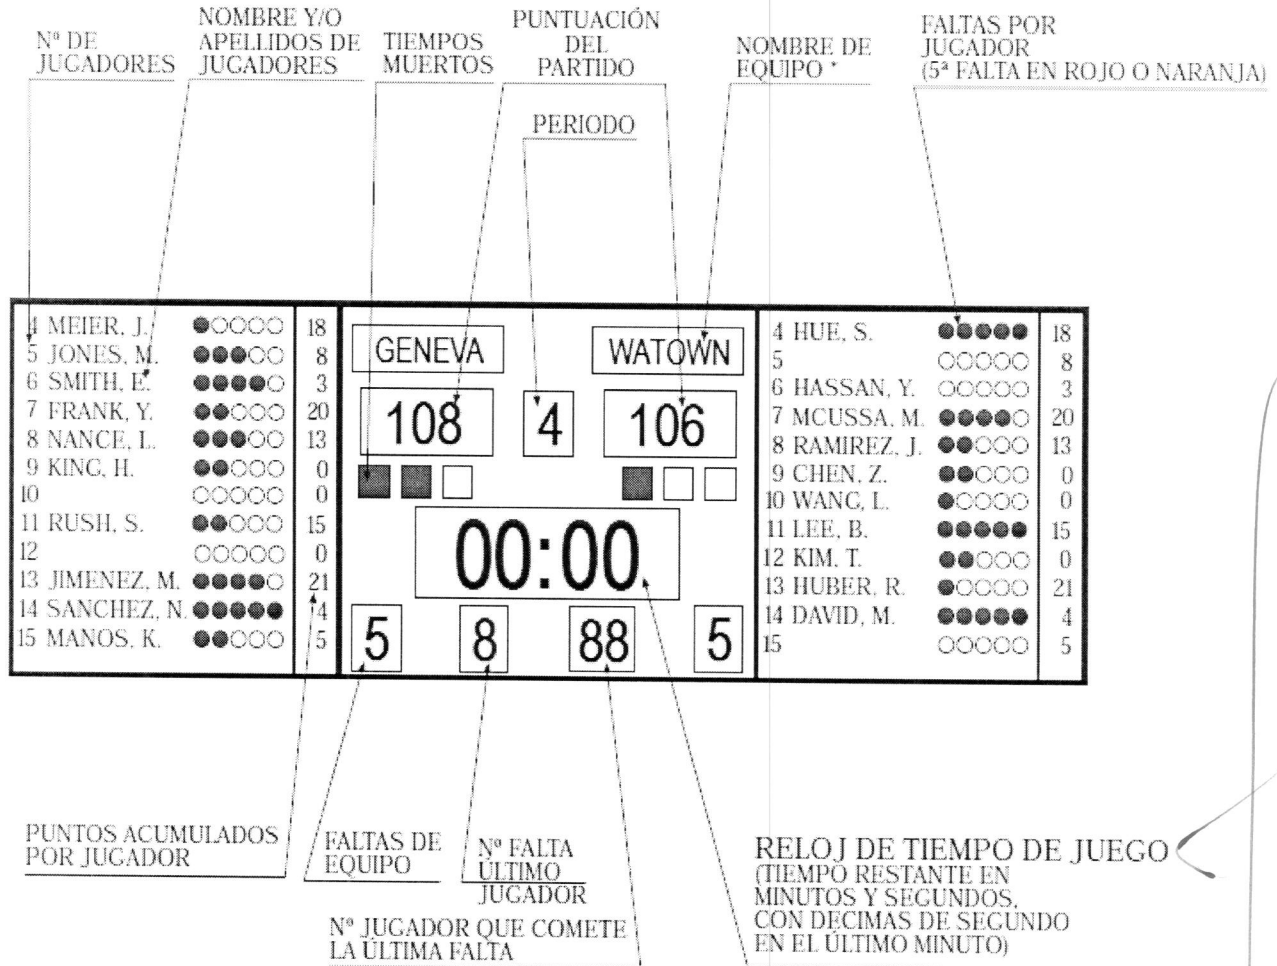 Nº DE
JUGADORES
NOMBRE Y/O
APELLIDOS DE
JUGADORES
TIEMPOS
MUERTOS
PUNTUACIÓN
DEL
PARTIDO
PERIODO
NOMBRE DE
EQUIPO *
FALTAS POR
JUGADOR
(5ª FALTA EN ROJO O NARANJA)
4 MEIER, J. 18
5 JONES, M. 8
6 SMITH, E. 3
7 FRANK, Y. 20
8 NANCE, L. 13
9 KING, H. 0
10 0
11 RUSH, S. 15
12 0
13 JIMENEZ, M. 21
14 SANCHEZ, N. 4
15 MANOS, K. 5
GENEVA WATOWN
108 4 106
00:00
5 8 88 5
4 HUE, S. 18
5 8
6 HASSAN, Y. 3
7 MCUSSA, M. 20
8 RAMIREZ, J. 13
9 CHEN, Z. 0
10 WANG, L. 0
11 LEE, B. 15
12 KIM, T. 0
13 HUBER, R. 21
14 DAVID, M. 4
15 5
PUNTOS ACUMULADOS
POR JUGADOR
FALTAS DE
EQUIPO
Nº FALTA
ÚLTIMO
JUGADOR
Nº JUGADOR QUE COMETE
LA ÚLTIMA FALTA
RELOJ DE TIEMPO DE JUEGO
(TIEMPO RESTANTE EN
MINUTOS Y SEGUNDOS,
CON DECIMAS DE SEGUNDO
EN EL ÚLTIMO MINUTO)